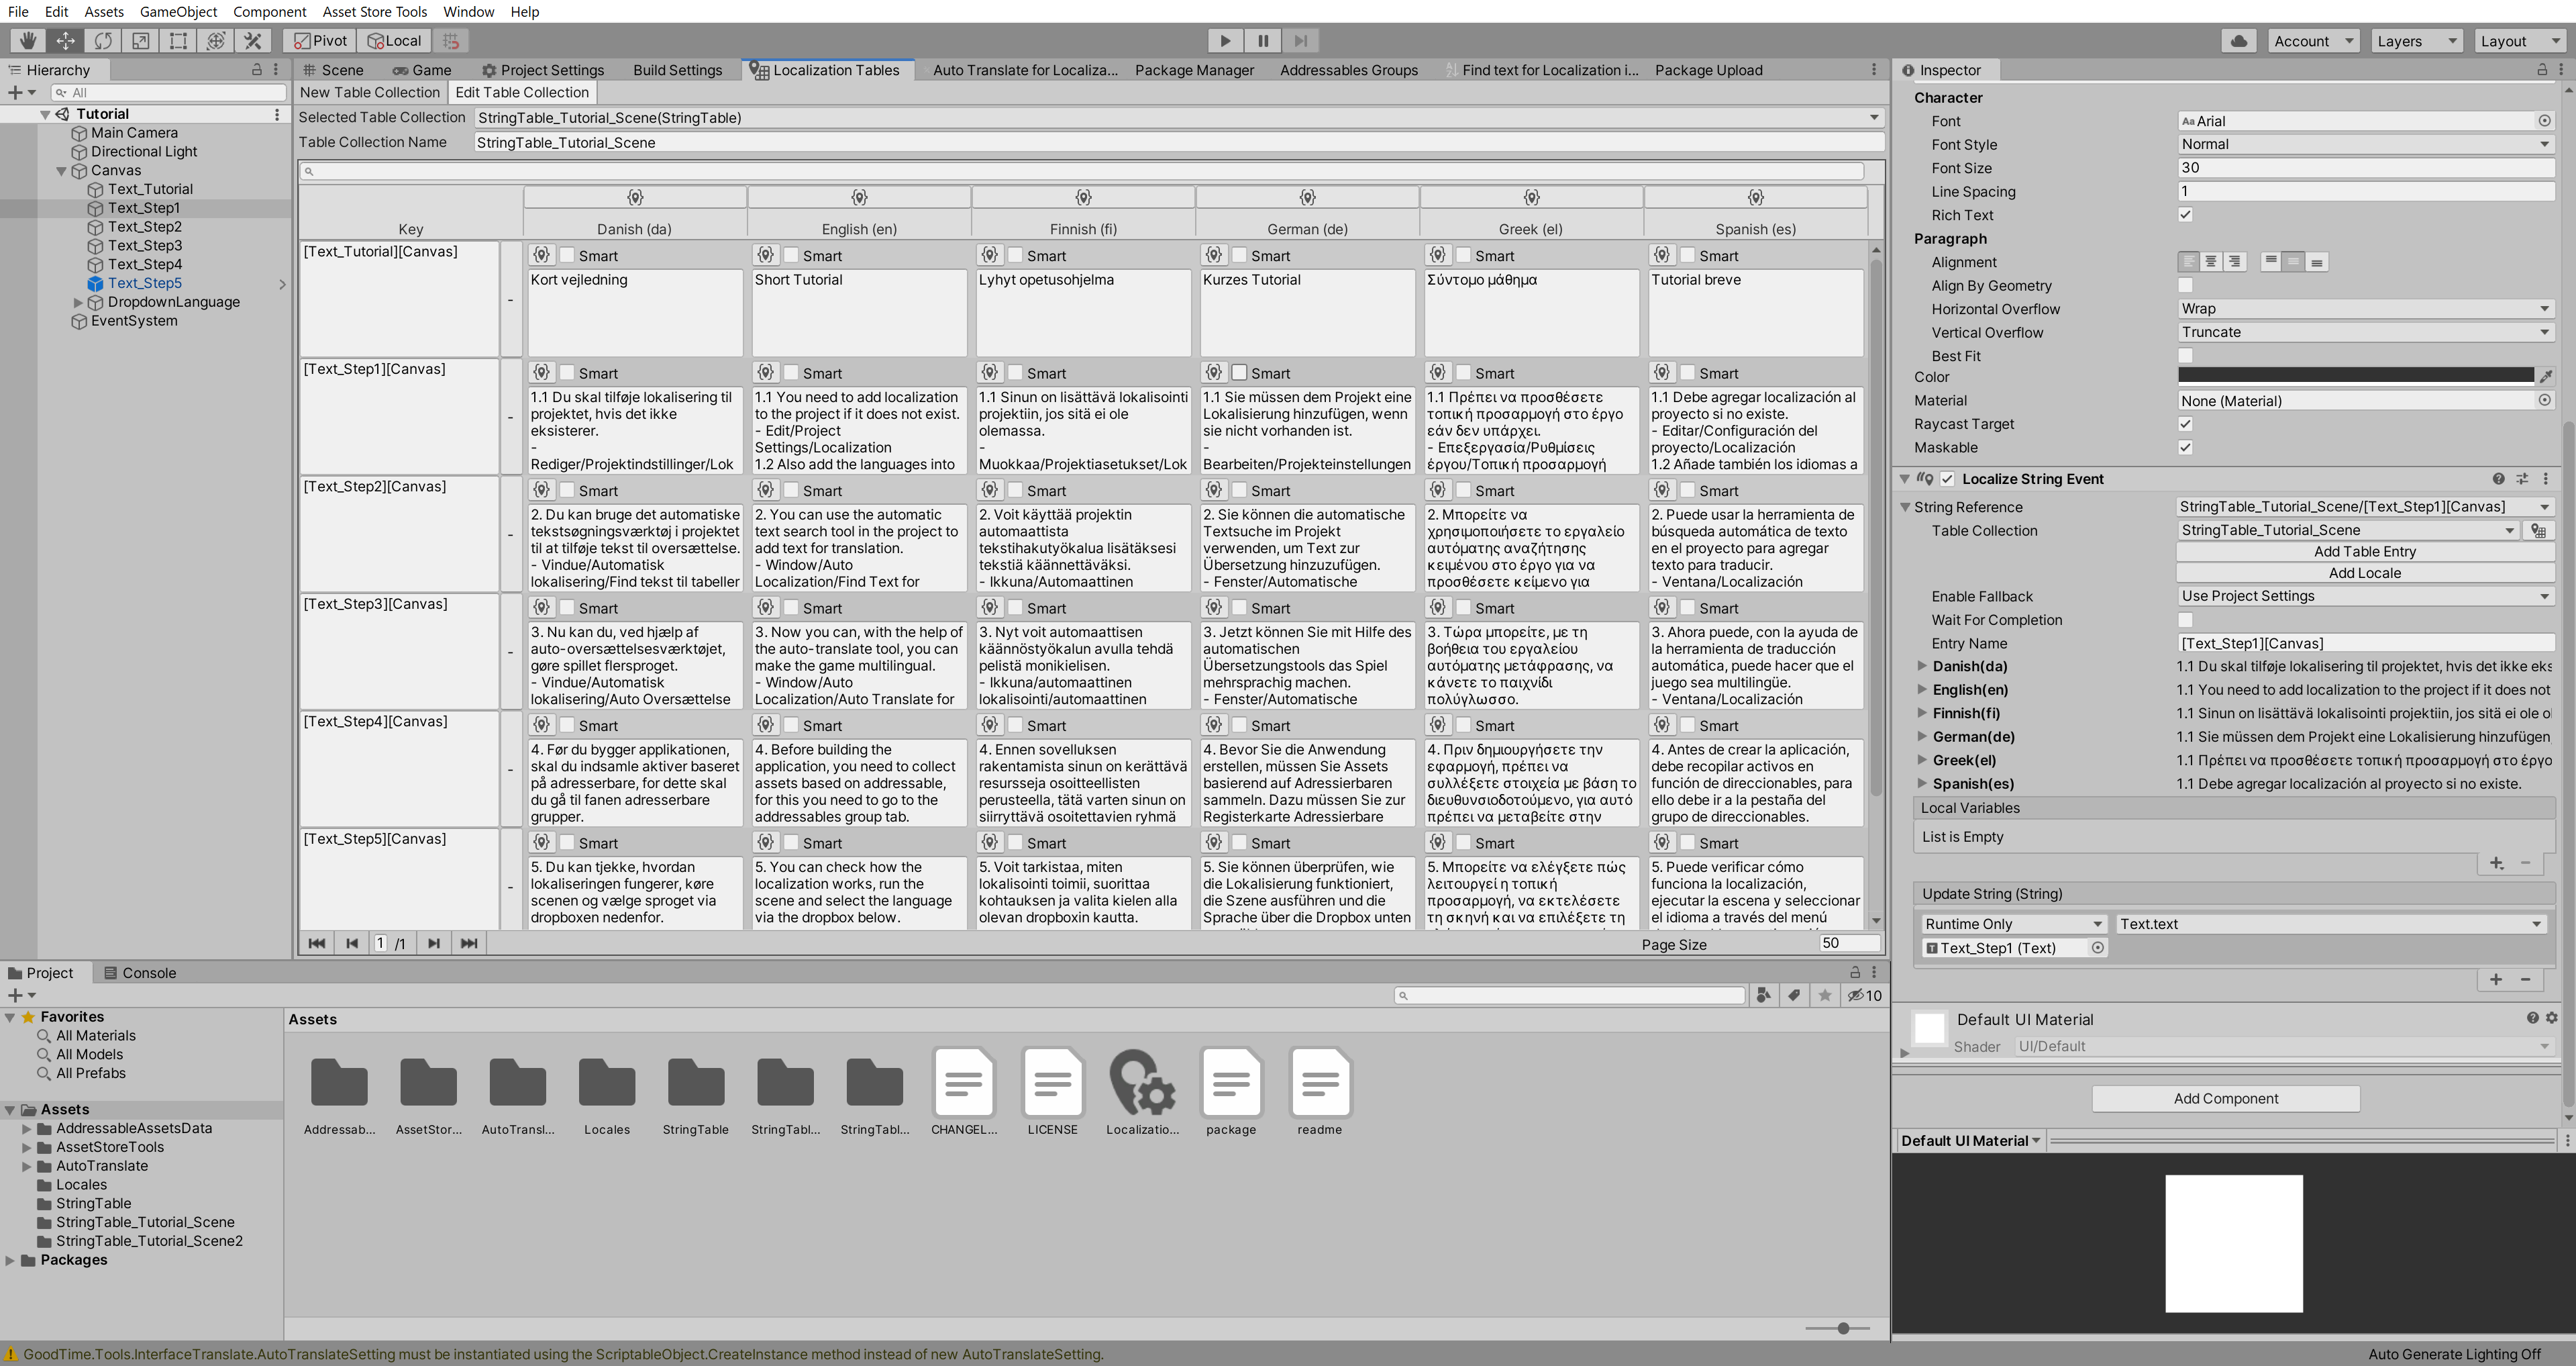 File Edit Assets GameObject Component Asset Store Tools Window Help
Pivot Local Account Layers Layout
Hierarchy
All
Tutorial
Main Camera
Directional Light
Canvas
Text_Tutorial
Text_Step1
Text_Step2
Text_Step3
Text_Step4
Text_Step5
DropdownLanguage
EventSystem
Scene Game Project Settings Build Settings Localization Tables Auto Translate for Localiza... Package Manager Addressables Groups Find text for Localization i... Package Upload
New Table Collection Edit Table Collection
Selected Table Collection StringTable_Tutorial_Scene(StringTable)
Table Collection Name StringTable_Tutorial_Scene
Key Danish (da) English (en) Finnish (fi) German (de) Greek (el) Spanish (es)
[Text_Tutorial][Canvas]
- Smart Smart Smart Smart Smart Smart
Kort vejledning
Short Tutorial
Lyhyt opetusohjelma
Kurzes Tutorial
Σύντομο μάθημα
Tutorial breve
[Text_Step1][Canvas]
- Smart Smart Smart Smart Smart Smart
1.1 Du skal tilføje lokalisering til
projektet, hvis det ikke
eksisterer.
-
Rediger/Projektindstillinger/Lok
1.1 You need to add localization
to the project if it does not exist.
- Edit/Project
Settings/Localization
1.2 Also add the languages into
1.1 Sinun on lisättävä lokalisointi
projektiin, jos sitä ei ole
olemassa.
-
Muokkaa/Projektiasetukset/Lok
1.1 Sie müssen dem Projekt eine
Lokalisierung hinzufügen, wenn
sie nicht vorhanden ist.
-
Bearbeiten/Projekteinstellungen
1.1 Πρέπει να προσθέσετε
τοπική προσαρμογή στο έργο
εάν δεν υπάρχει.
- Επεξεργασία/Ρυθμίσεις
έργου/Τοπική προσαρμογή
1.1 Debe agregar localización al
proyecto si no existe.
- Editar/Configuración del
proyecto/Localización
1.2 Añade también los idiomas a
[Text_Step2][Canvas]
- Smart Smart Smart Smart Smart Smart
2. Du kan bruge det automatiske
tekstsøgningsværktøj i projektet
til at tilføje tekst til oversættelse.
- Vindue/Automatisk
lokalisering/Find tekst til tabeller
2. You can use the automatic
text search tool in the project to
add text for translation.
- Window/Auto
Localization/Find Text for
2. Voit käyttää projektin
automaattista
tekstihakutyökalua lisätäksesi
tekstiä käännettäväksi.
- Ikkuna/Automaattinen
2. Sie können die automatische
Textsuche im Projekt
verwenden, um Text zur
Übersetzung hinzuzufügen.
- Fenster/Automatische
2. Μπορείτε να
χρησιμοποιήσετε το εργαλείο
αυτόματης αναζήτησης
κειμένου στο έργο για να
προσθέσετε κείμενο για
2. Puede usar la herramienta de
búsqueda automática de texto
en el proyecto para agregar
texto para traducir.
- Ventana/Localización
[Text_Step3][Canvas]
- Smart Smart Smart Smart Smart Smart
3. Nu kan du, ved hjælp af
auto-oversættelsesværktøjet,
gøre spillet flersproget.
- Vindue/Automatisk
lokalisering/Auto Oversættelse
3. Now you can, with the help of
the auto-translate tool, you can
make the game multilingual.
- Window/Auto
Localization/Auto Translate for
3. Nyt voit automaattisen
käännöstyökalun avulla tehdä
pelistä monikielisen.
- Ikkuna/automaattinen
lokalisointi/automaattinen
3. Jetzt können Sie mit Hilfe des
automatischen
Übersetzungstools das Spiel
mehrsprachig machen.
- Fenster/Automatische
3. Τώρα μπορείτε, με τη
βοήθεια του εργαλείου
αυτόματης μετάφρασης, να
κάνετε το παιχνίδι
πολύγλωσσο.
3. Ahora puede, con la ayuda de
la herramienta de traducción
automática, puede hacer que el
juego sea multilingüe.
- Ventana/Localización
[Text_Step4][Canvas]
- Smart Smart Smart Smart Smart Smart
4. Før du bygger applikationen,
skal du indsamle aktiver baseret
på adresserbare, for dette skal
du gå til fanen adresserbare
grupper.
4. Before building the
application, you need to collect
assets based on addressable,
for this you need to go to the
addressables group tab.
4. Ennen sovelluksen
rakentamista sinun on kerättävä
resursseja osoitteellisten
perusteella, tätä varten sinun on
siirryttävä osoitettavien ryhmä
4. Bevor Sie die Anwendung
erstellen, müssen Sie Assets
basierend auf Adressierbaren
sammeln. Dazu müssen Sie zur
Registerkarte Adressierbare
4. Πριν δημιουργήσετε την
εφαρμογή, πρέπει να
συλλέξετε στοιχεία με βάση το
διευθυνσιοδοτούμενο, για αυτό
πρέπει να μεταβείτε στην
4. Antes de crear la aplicación,
debe recopilar activos en
función de direccionables, para
ello debe ir a la pestaña del
grupo de direccionables.
[Text_Step5][Canvas]
- Smart Smart Smart Smart Smart Smart
5. Du kan tjekke, hvordan
lokaliseringen fungerer, køre
scenen og vælge sproget via
dropboxen nedenfor.
5. You can check how the
localization works, run the
scene and select the language
via the dropbox below.
5. Voit tarkistaa, miten
lokalisointi toimii, suorittaa
kohtauksen ja valita kielen alla
olevan dropboxin kautta.
5. Sie können überprüfen, wie
die Lokalisierung funktioniert,
die Szene ausführen und die
Sprache über die Dropbox unten
5. Μπορείτε να ελέγξετε πώς
λειτουργεί η τοπική
προσαρμογή, να εκτελέσετε
τη σκηνή και να επιλέξετε τη
5. Puede verificar cómo
funciona la localización,
ejecutar la escena y seleccionar
el idioma a través del menú
1 /1 Page Size 50
Project Console
10
Favorites
All Materials
All Models
All Prefabs
Assets
AddressableAssetsData
AssetStoreTools
AutoTranslate
Locales
StringTable
StringTable_Tutorial_Scene
StringTable_Tutorial_Scene2
Packages
Assets
Addressab... AssetStor... AutoTransl... Locales StringTable StringTabl... StringTabl... CHANGEL... LICENSE Localizatio... package readme
Inspector
Character
Font Aa Arial
Font Style Normal
Font Size 30
Line Spacing 1
Rich Text
Paragraph
Alignment
Align By Geometry
Horizontal Overflow Wrap
Vertical Overflow Truncate
Best Fit
Color
Material None (Material)
Raycast Target
Maskable
Localize String Event
String Reference StringTable_Tutorial_Scene/[Text_Step1][Canvas]
Table Collection StringTable_Tutorial_Scene
Add Table Entry
Add Locale
Enable Fallback Use Project Settings
Wait For Completion
Entry Name [Text_Step1][Canvas]
Danish(da) 1.1 Du skal tilføje lokalisering til projektet, hvis det ikke eks
English(en) 1.1 You need to add localization to the project if it does not
Finnish(fi) 1.1 Sinun on lisättävä lokalisointi projektiin, jos sitä ei ole o
German(de) 1.1 Sie müssen dem Projekt eine Lokalisierung hinzufügen,
Greek(el) 1.1 Πρέπει να προσθέσετε τοπική προσαρμογή στο έργο
Spanish(es) 1.1 Debe agregar localización al proyecto si no existe.
Local Variables
List is Empty
Update String (String)
Runtime Only Text.text
Text_Step1 (Text)
Default UI Material
Shader UI/Default
Add Component
Default UI Material
GoodTime.Tools.InterfaceTranslate.AutoTranslateSetting must be instantiated using the ScriptableObject.CreateInstance method instead of new AutoTranslateSetting.
Auto Generate Lighting Off